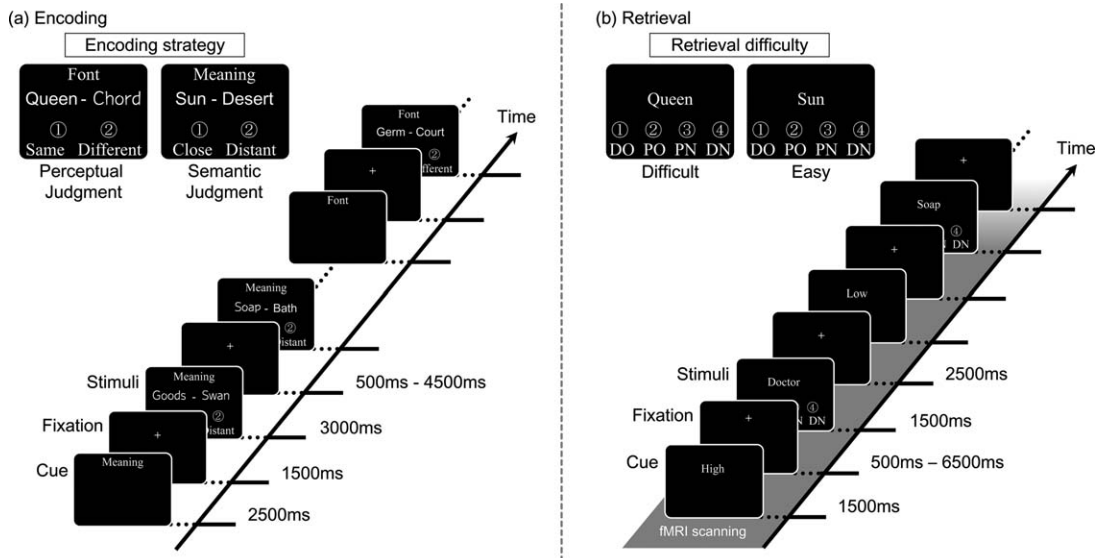 (a) Encoding
Encoding strategy
Font
Queen - Chord
① ②
Same Different
Perceptual
Judgment
Meaning
Sun - Desert
① ②
Close Distant
Semantic
Judgment
Time
Font
Germ - Court
②
fferent
+
Font
Meaning
Soap - Bath
②
istant
+
500ms - 4500ms
Stimuli
Meaning
Goods - Swan
②
istant
3000ms
Fixation
+
1500ms
Cue
Meaning
2500ms
(b) Retrieval
Retrieval difficulty
Queen
① ② ③ ④
DO PO PN DN
Difficult
Sun
① ② ③ ④
DO PO PN DN
Easy
Time
+
Soap
④
N DN
+
Low
+
2500ms
Stimuli
Doctor
④
N DN
1500ms
Fixation
+
500ms – 6500ms
Cue
High
1500ms
fMRI scanning